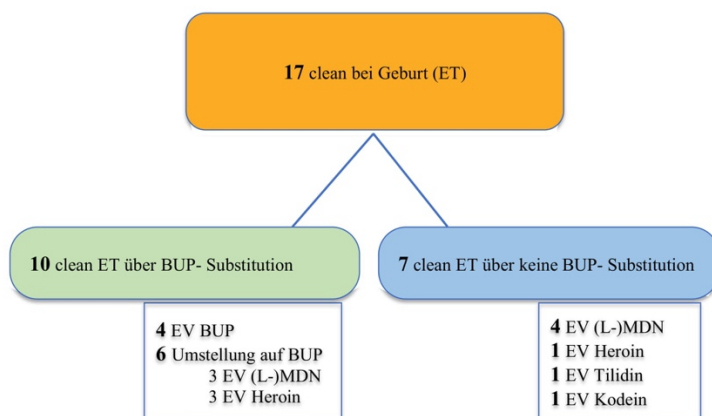 17 clean bei Geburt (ET)
10 clean ET über BUP- Substitution
7 clean ET über keine BUP- Substitution
4 EV BUP
6 Umstellung auf BUP
3 EV (L-)MDN
3 EV Heroin
4 EV (L-)MDN
1 EV Heroin
1 EV Tilidin
1 EV Kodein